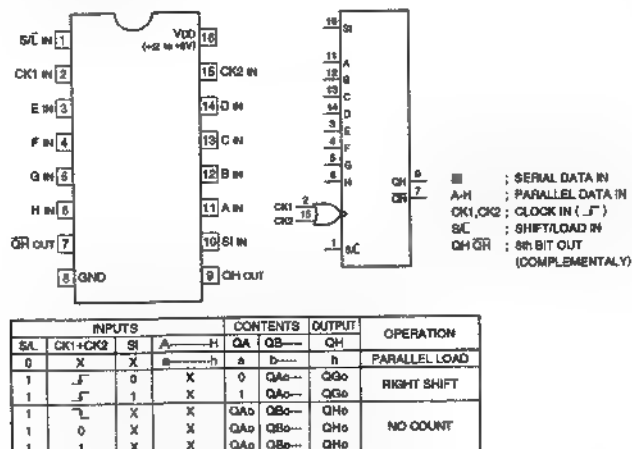 S/L̅ IN 1
CK1 IN 2
E IN 3
F IN 4
G IN 5
H IN 6
Q̅H̅ OUT 7
8 GND
VDD 16
(+2 to +6V)
15 CK2 IN
14 D IN
13 C IN
12 B IN
11 A IN
10 SI IN
9 QH OUT
SI
11 A
12 B
13 C
14 D
3 E
4 F
5 G
6 H
CK1 2
CK2 15
1 S/L̅
QH 9
Q̅H̅ 7
; SERIAL DATA IN
A-H ; PARALLEL DATA IN
CK1,CK2 ; CLOCK IN ( )
S/L̅ ; SHIFT/LOAD IN
QH Q̅H̅ ; 8th BIT OUT
(COMPLEMENTALY)
INPUTS CONTENTS OUTPUT OPERATION
S/L CK1+CK2 SI A------H QA QB---- QH
0 X X a------h a b---- h PARALLEL LOAD
1 0 X 0 QAo---- QGo RIGHT SHIFT
1 1 X 1 QAo---- QGo
1 X X QAo QBo--- QHo NO COUNT
1 0 X X QAo QBo--- QHo
1 1 X X QAo QBo--- QHo